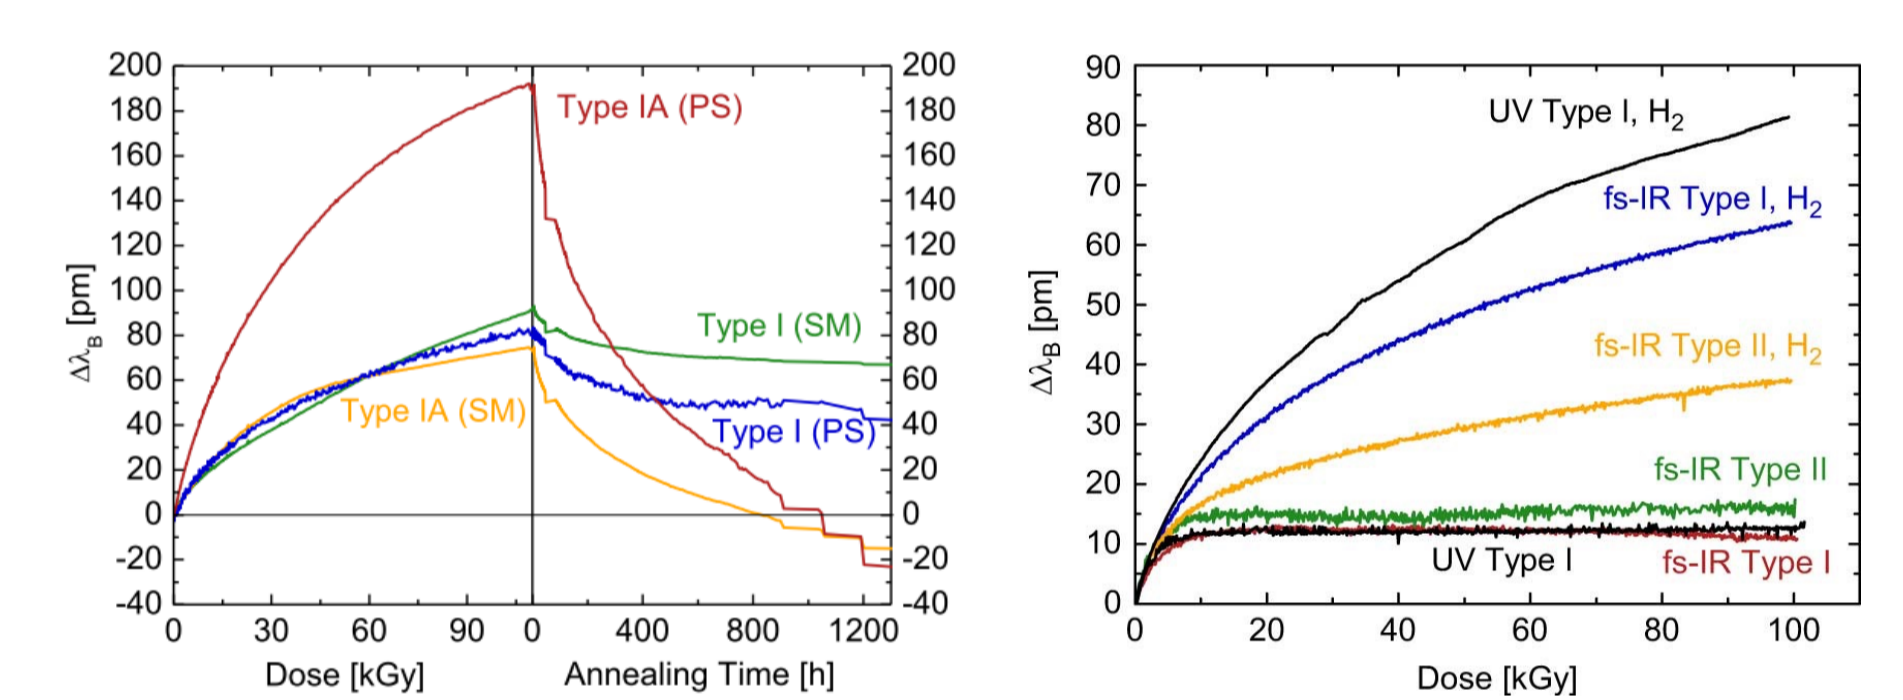 200
180
160
140
120
100
80
60
40
20
0
-20
-40
ΔλB [pm]
0 30 60 90 0 400 800 1200
Dose [kGy] Annealing Time [h]
200
180
160
140
120
100
80
60
40
20
0
-20
-40
Type IA (PS)
Type I (SM)
Type IA (SM)
Type I (PS)
90
80
70
60
50
40
30
20
10
0
ΔλB [pm]
UV Type I, H2
fs-IR Type I, H2
fs-IR Type II, H2
fs-IR Type II
UV Type I
fs-IR Type I
0 20 40 60 80 100
Dose [kGy]